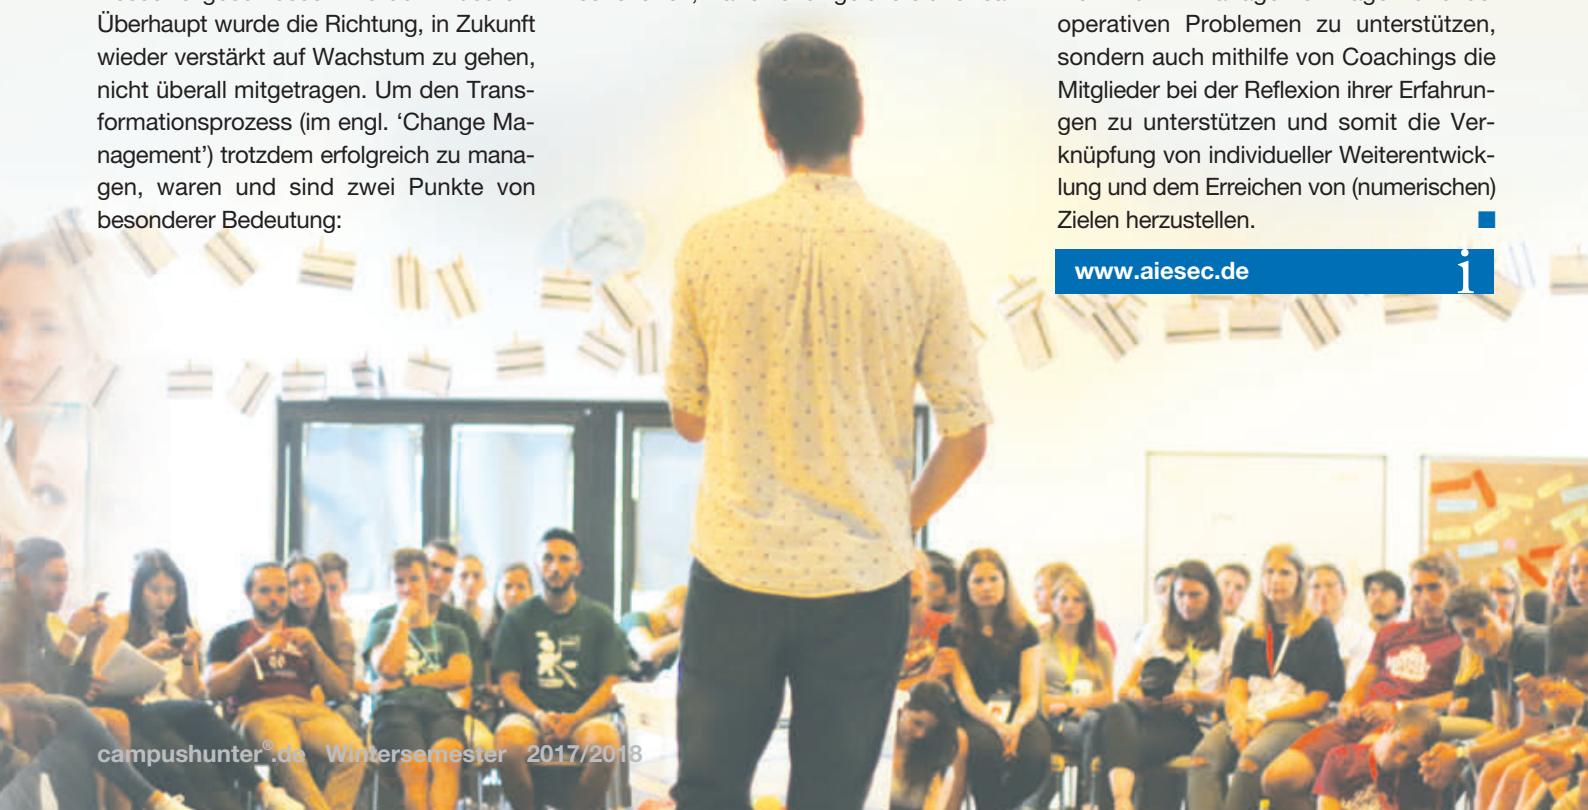 Überhaupt wurde die Richtung, in Zukunft
wieder verstärkt auf Wachstum zu gehen,
nicht überall mitgetragen. Um den Trans-
formationsprozess (im engl. ‘Change Ma-
nagement’) trotzdem erfolgreich zu mana-
gen, waren und sind zwei Punkte von
besonderer Bedeutung:
operativen Problemen zu unterstützen,
sondern auch mithilfe von Coachings die
Mitglieder bei der Reflexion ihrer Erfahrun-
gen zu unterstützen und somit die Ver-
knüpfung von individueller Weiterentwick-
lung und dem Erreichen von (numerischen)
Zielen herzustellen.
www.aiesec.de
i
campushunter®.de Wintersemester 2017/2018